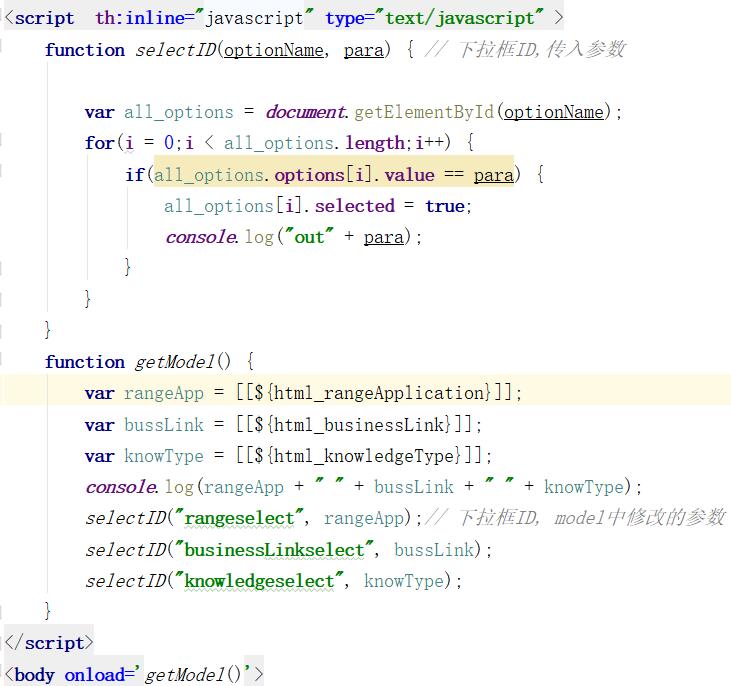 <script  th:inline="javascript" type="text/javascript" >
    function selectID(optionName, para) { // 下拉框ID,传入参数

        var all_options = document.getElementById(optionName);
        for(i = 0;i < all_options.length;i++) {
            if(all_options.options[i].value == para) {
                all_options[i].selected = true;
                console.log("out" + para);
            }
        }
    }
    function getModel() {
        var rangeApp = [[${html_rangeApplication}]];
        var bussLink = [[${html_businessLink}]];
        var knowType = [[${html_knowledgeType}]];
        console.log(rangeApp + " " + bussLink + " " + knowType);
        selectID("rangeselect", rangeApp);// 下拉框ID, model中修改的参数
        selectID("businessLinkselect", bussLink);
        selectID("knowledgeselect", knowType);
    }
</script>
<body onload='getModel()'>